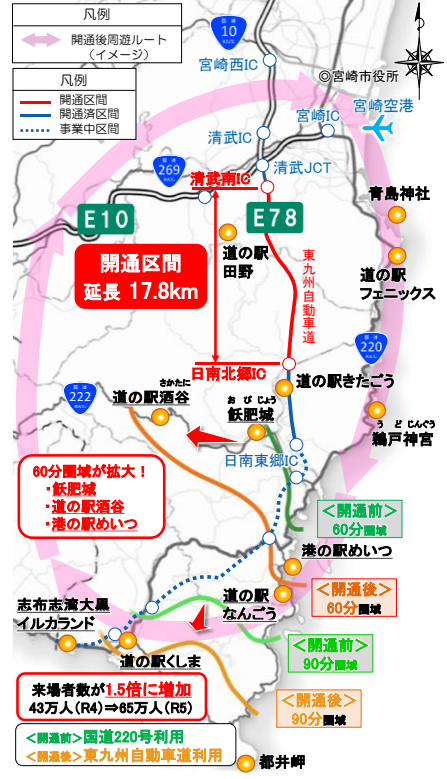 凡例
開通後周遊ルート
（イメージ）
凡例
開通区間
開通済区間
事業中区間
国道
10
ROUTE
宮崎西IC
◎宮崎市役所
宮崎空港
宮崎IC
清武IC
清武JCT
国道
269
ROUTE
清武南IC
E10
E78
青島神社
道の駅
田野
開通区間
延長 17.8km
東九州自動車道
道の駅
フェニックス
国道
220
ROUTE
日南北郷IC
道の駅きたごう
国道
222
ROUTE
さかたに
道の駅酒谷
おびじょう
飫肥城
うどじんぐう
鵜戸神宮
日南東郷IC
60分圏域が拡大！
・飫肥城
・道の駅酒谷
・港の駅めいつ
＜開通前＞
60分圏域
港の駅めいつ
＜開通後＞
60分圏域
道の駅
なんごう
志布志湾大黒
イルカランド
道の駅くしま
＜開通前＞
90分圏域
来場者数が1.5倍に増加
43万人（R4）⇒65万人（R5）
＜開通後＞
90分圏域
＜開通前＞国道220号利用
＜開通後＞東九州自動車道利用
都井岬